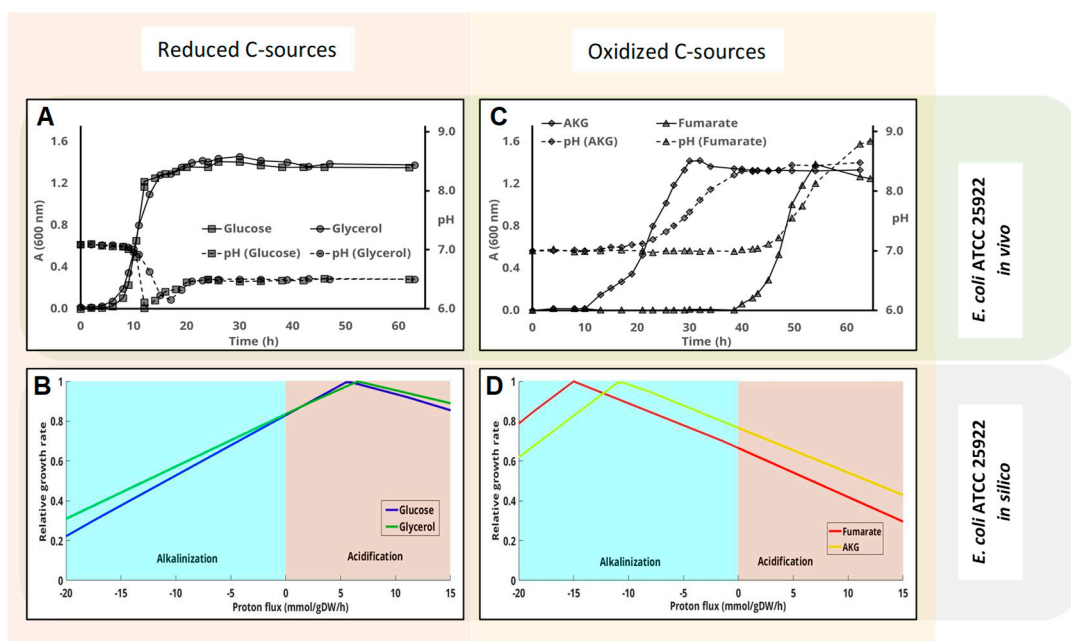 Reduced C-sources
Oxidized C-sources
A
1.6
1.2
0.8
0.4
0.0
A (600 nm)
9.0
8.0
7.0
6.0
pH
Glucose
Glycerol
pH (Glucose)
pH (Glycerol)
0 10 20 30 40 50 60
Time (h)
C
AKG
Fumarate
pH (AKG)
pH (Fumarate)
1.6
1.2
0.8
0.4
0.0
A (600 nm)
9.0
8.0
7.0
6.0
pH
0 10 20 30 40 50 60
Time (h)
E. coli ATCC 25922
in vivo
B
1
0.8
0.6
0.4
0.2
0
Relative growth rate
Glucose
Glycerol
Alkalinization
Acidification
-20 -15 -10 -5 0 5 10 15
Proton flux (mmol/gDW/h)
D
1
0.8
0.6
0.4
0.2
0
Relative growth rate
Fumarate
AKG
Alkalinization
Acidification
-20 -15 -10 -5 0 5 10 15
Proton flux (mmol/gDW/h)
E. coli ATCC 25922
in silico